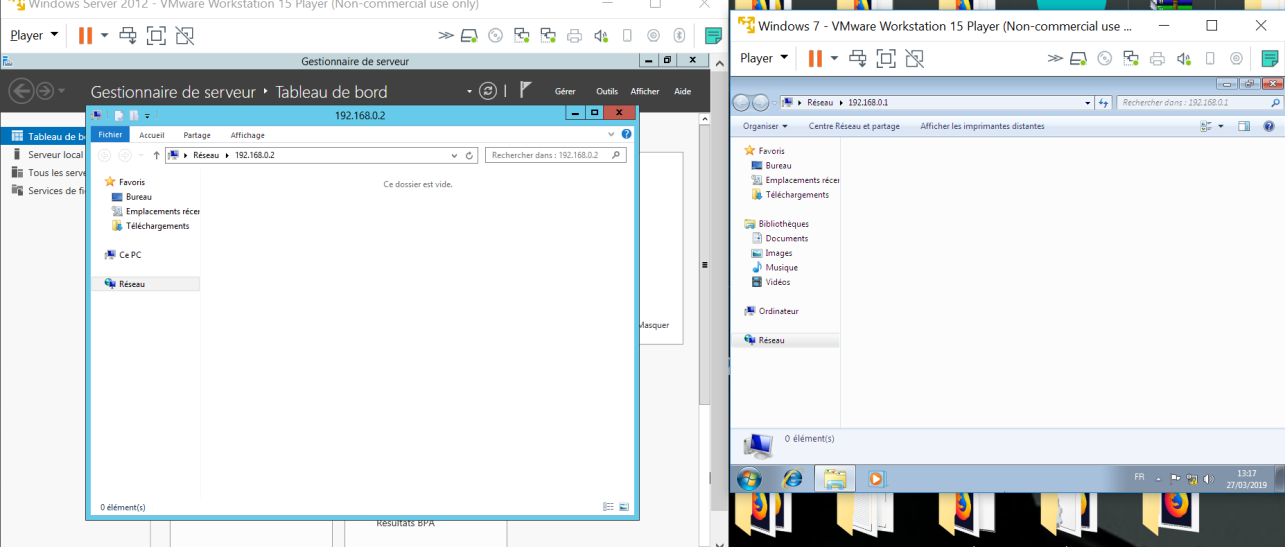 Windows Server 2012 - VMware Workstation 15 Player (Non-commercial use only)
Player
Gestionnaire de serveur
Gestionnaire de serveur • Tableau de bord
Gérer Outils Afficher Aide
Tableau de b
Serveur local
Tous les serve
Services de fi
192.168.0.2
Fichier Accueil Partage Affichage
Réseau 192.168.0.2
Rechercher dans : 192.168.0.2
Favoris
Bureau
Emplacements récer
Téléchargements
Ce PC
Réseau
Ce dossier est vide.
0 élément(s)
Masquer
Résultats BPA
Windows 7 - VMware Workstation 15 Player (Non-commercial use ...
Player
Réseau 192.168.0.1
Rechercher dans : 192.168.0.1
Organiser Centre Réseau et partage Afficher les imprimantes distantes
Favoris
Bureau
Emplacements récer
Téléchargements
Bibliothèques
Documents
Images
Musique
Vidéos
Ordinateur
Réseau
0 élément(s)
FR
13:17
27/03/2019